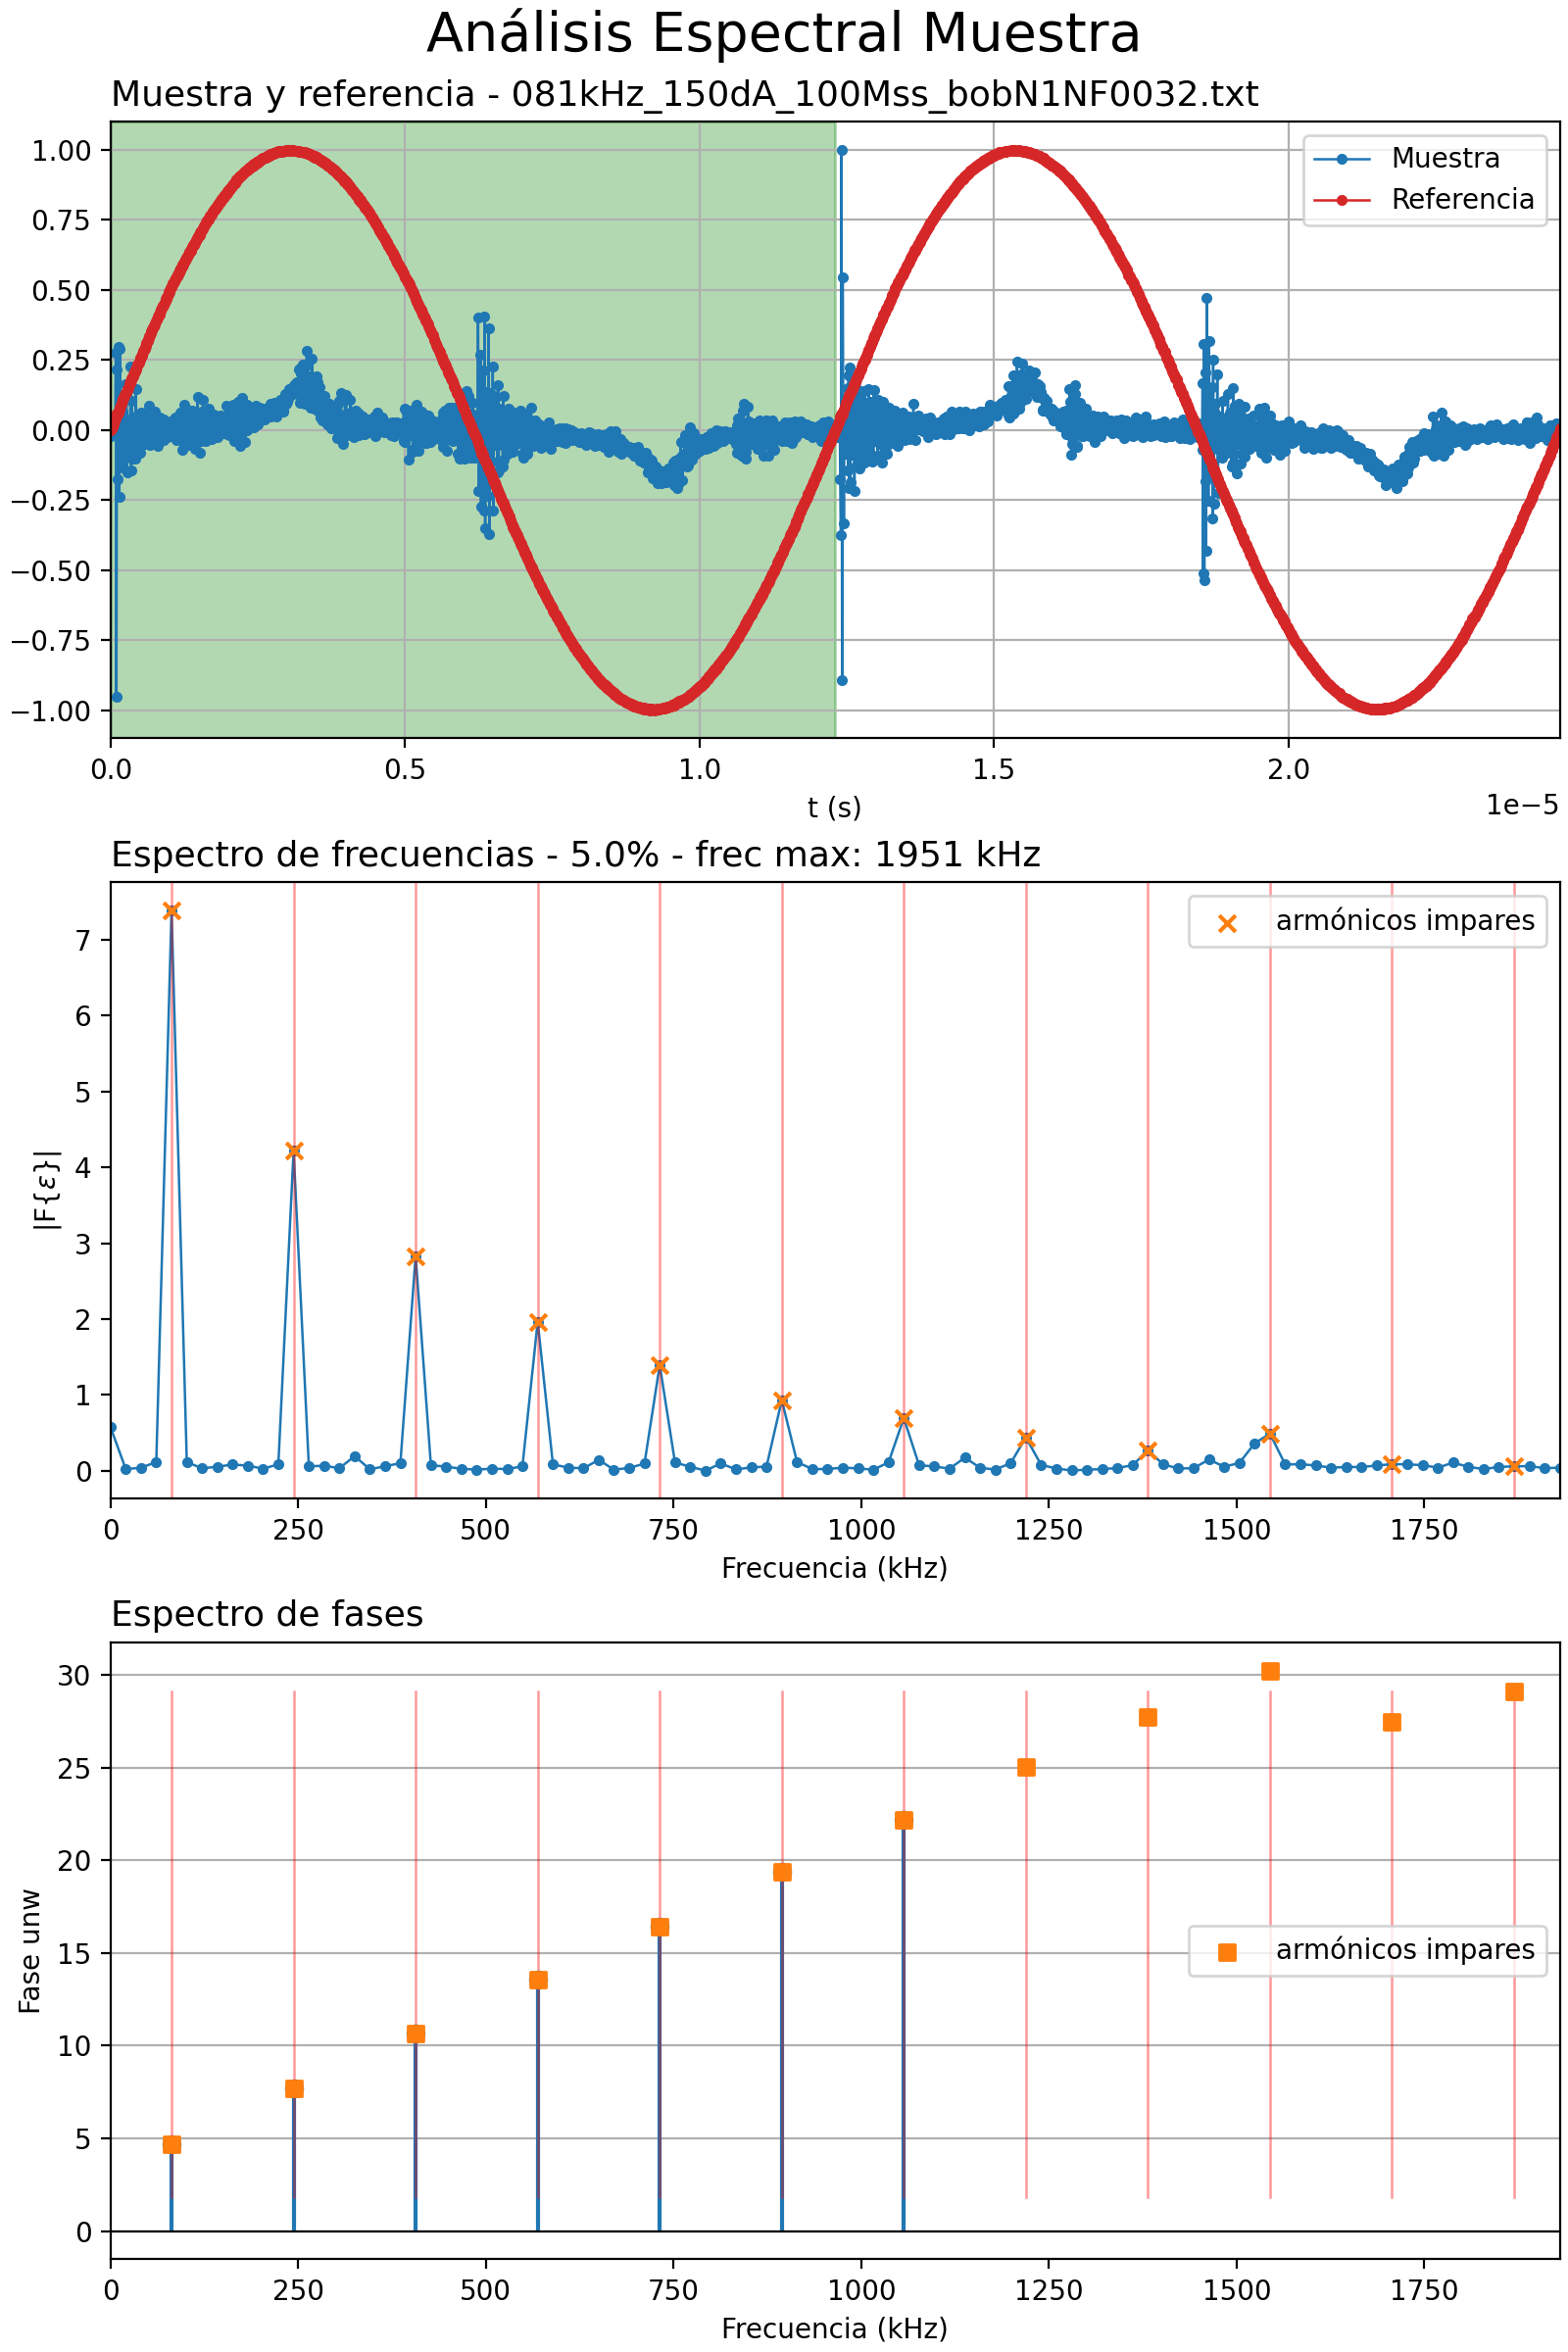 Análisis Espectral Muestra
Muestra y referencia - 081kHz_150dA_100Mss_bobN1NF0032.txt
Muestra
Referencia
1.00
0.75
0.50
0.25
0.00
−0.25
−0.50
−0.75
−1.00
0.0 0.5 1.0 1.5 2.0
t (s)
1e−5
Espectro de frecuencias - 5.0% - frec max: 1951 kHz
armónicos impares
|F{ε}|
7
6
5
4
3
2
1
0
0 250 500 750 1000 1250 1500 1750
Frecuencia (kHz)
Espectro de fases
armónicos impares
Fase unw
30
25
20
15
10
5
0
0 250 500 750 1000 1250 1500 1750
Frecuencia (kHz)